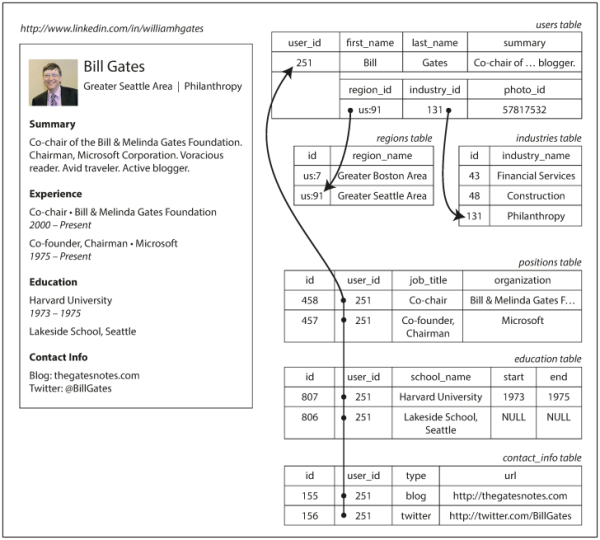 http://www.linkedin.com/in/williamhgates
Bill Gates
Greater Seattle Area | Philanthropy
Summary
Co-chair of the Bill & Melinda Gates Foundation.
Chairman, Microsoft Corporation. Voracious
reader. Avid traveler. Active blogger.
Experience
Co-chair • Bill & Melinda Gates Foundation
2000 – Present
Co-founder, Chairman • Microsoft
1975 – Present
Education
Harvard University
1973 – 1975
Lakeside School, Seattle
Contact Info
Blog: thegatesnotes.com
Twitter: @BillGates
users table
user_id first_name last_name summary
251 Bill Gates Co-chair of … blogger.
region_id industry_id photo_id
us:91 131 57817532
regions table
id region_name
us:7 Greater Boston Area
us:91 Greater Seattle Area
industries table
id industry_name
43 Financial Services
48 Construction
131 Philanthropy
positions table
id user_id job_title organization
458 251 Co-chair Bill & Melinda Gates F…
457 251 Co-founder, Microsoft
Chairman
education table
id user_id school_name start end
807 251 Harvard University 1973 1975
806 251 Lakeside School, NULL NULL
Seattle
contact_info table
id user_id type url
155 251 blog http://thegatesnotes.com
156 251 twitter http://twitter.com/BillGates